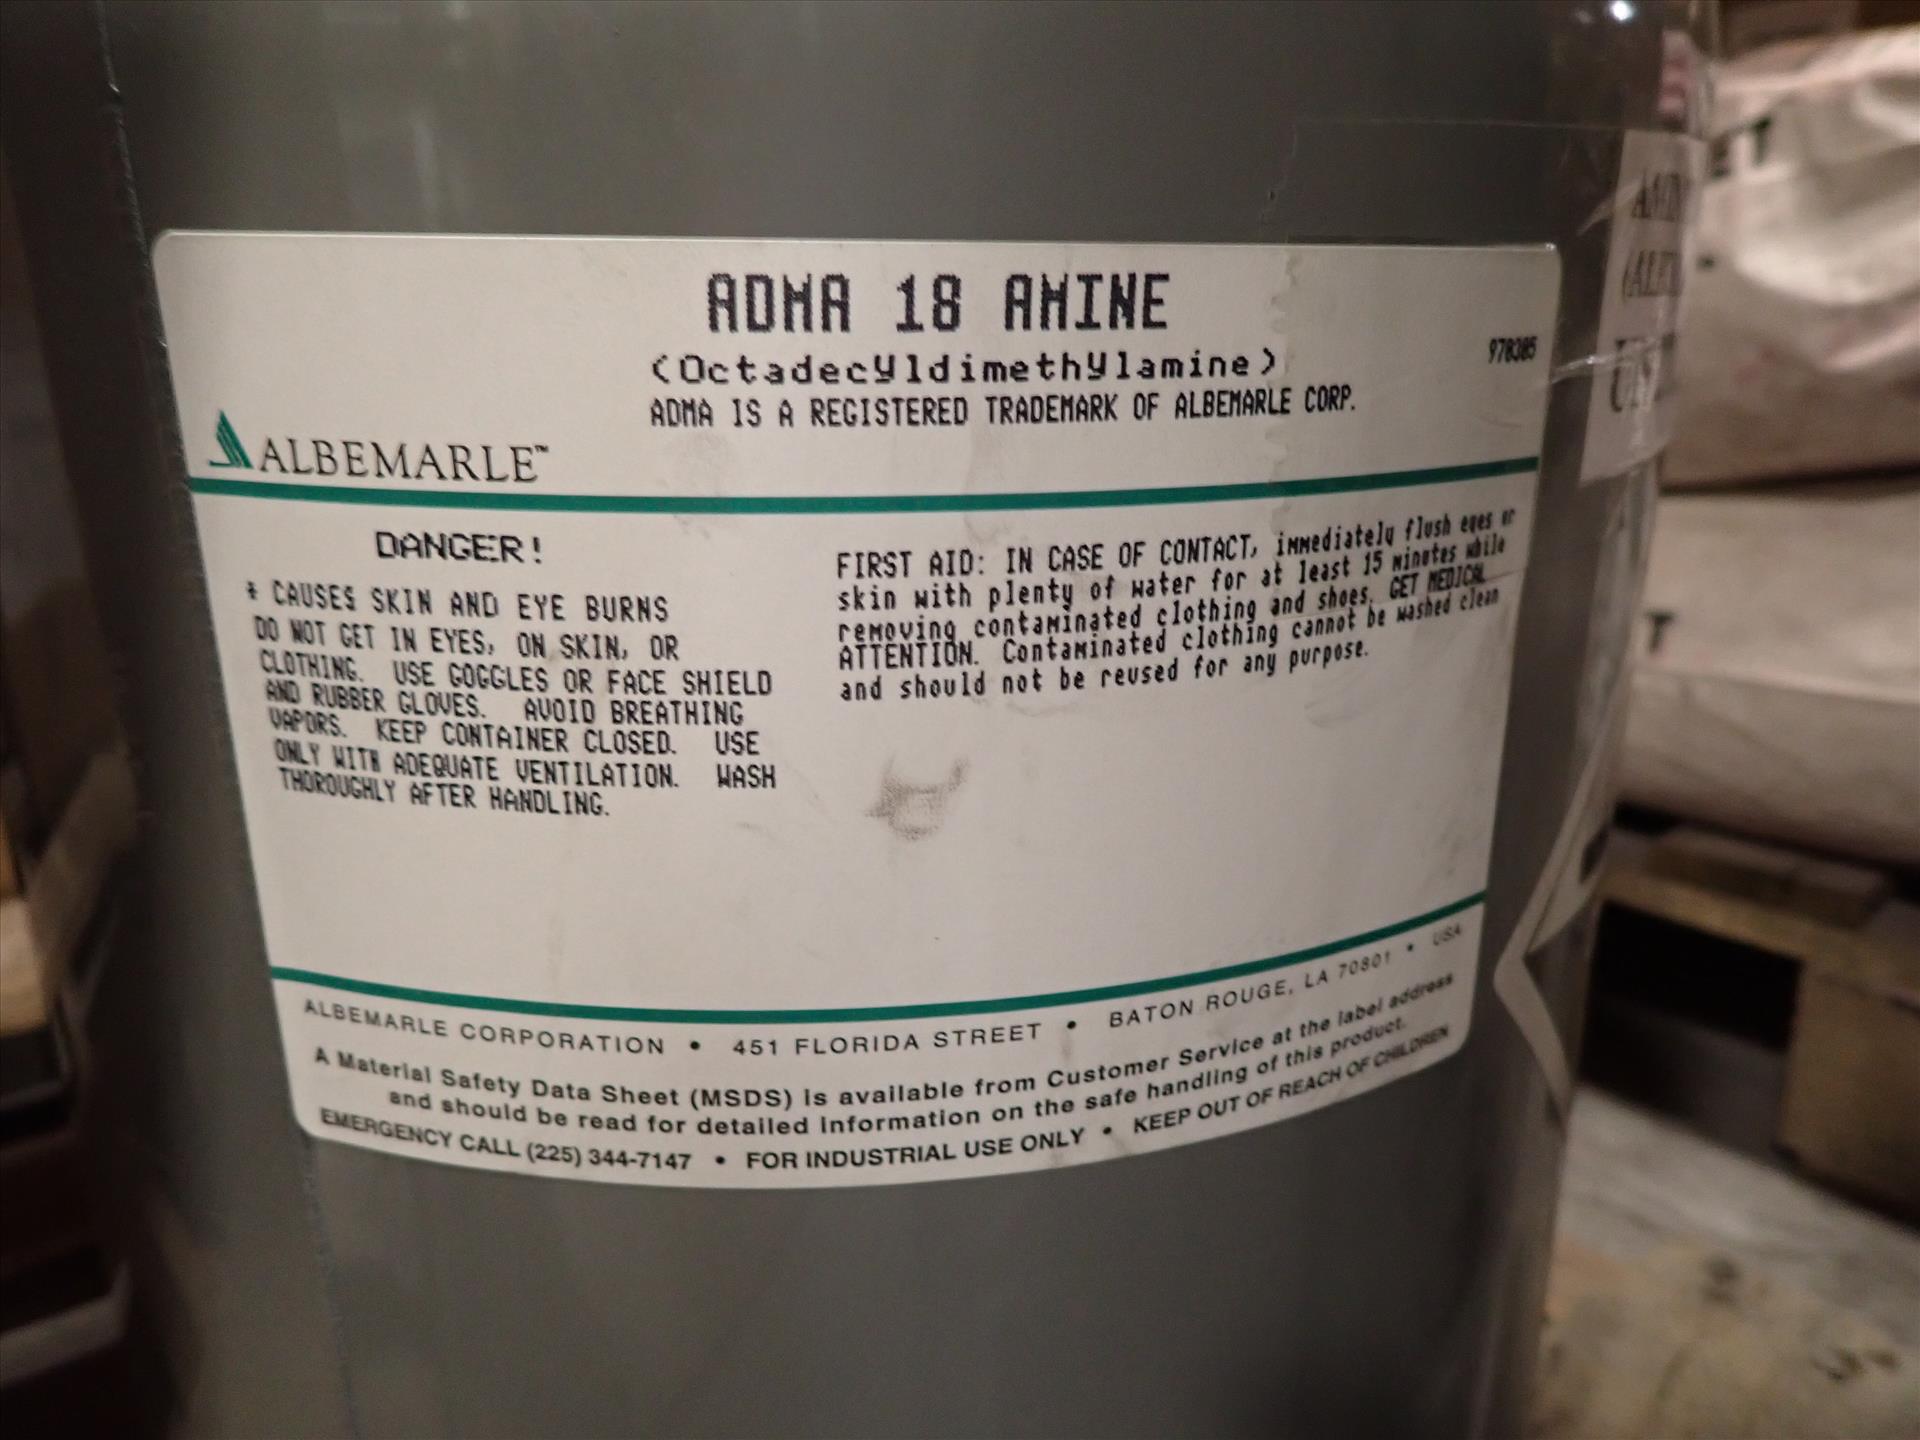 ADMA 18 AMINE
(Octadecyldimethylamine)
ADMA IS A REGISTERED TRADEMARK OF ALBEMARLE CORP.
978305
ALBEMARLE™
DANGER!
* CAUSES SKIN AND EYE BURNS
DO NOT GET IN EYES, ON SKIN, OR
CLOTHING. USE GOGGLES OR FACE SHIELD
AND RUBBER GLOVES. AVOID BREATHING
VAPORS. KEEP CONTAINER CLOSED. USE
ONLY WITH ADEQUATE VENTILATION. WASH
THOROUGHLY AFTER HANDLING.
FIRST AID: IN CASE OF CONTACT, immediately flush eyes or
skin with plenty of water for at least 15 minutes while
removing contaminated clothing and shoes. GET MEDICAL
ATTENTION. Contaminated clothing cannot be washed clean
and should not be reused for any purpose.
ALBEMARLE CORPORATION • 451 FLORIDA STREET • BATON ROUGE, LA 70801 • USA
A Material Safety Data Sheet (MSDS) is available from Customer Service at the label address
and should be read for detailed information on the safe handling of this product.
EMERGENCY CALL (225) 344-7147 • FOR INDUSTRIAL USE ONLY • KEEP OUT OF REACH OF CHILDREN